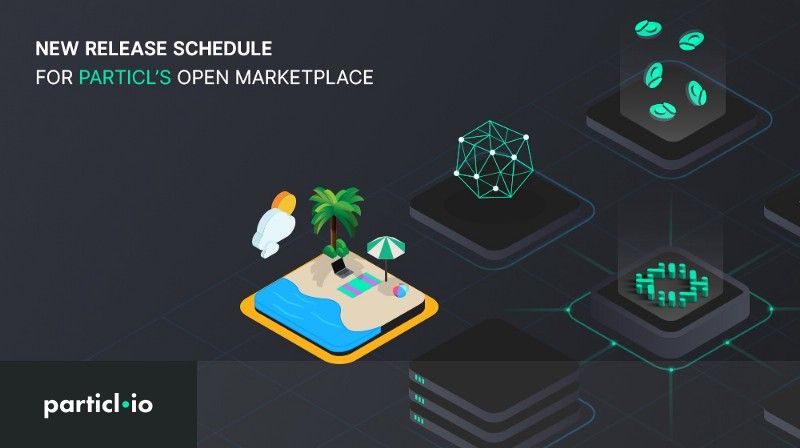 NEW RELEASE SCHEDULE
FOR PARTICL'S OPEN MARKETPLACE
particl•io